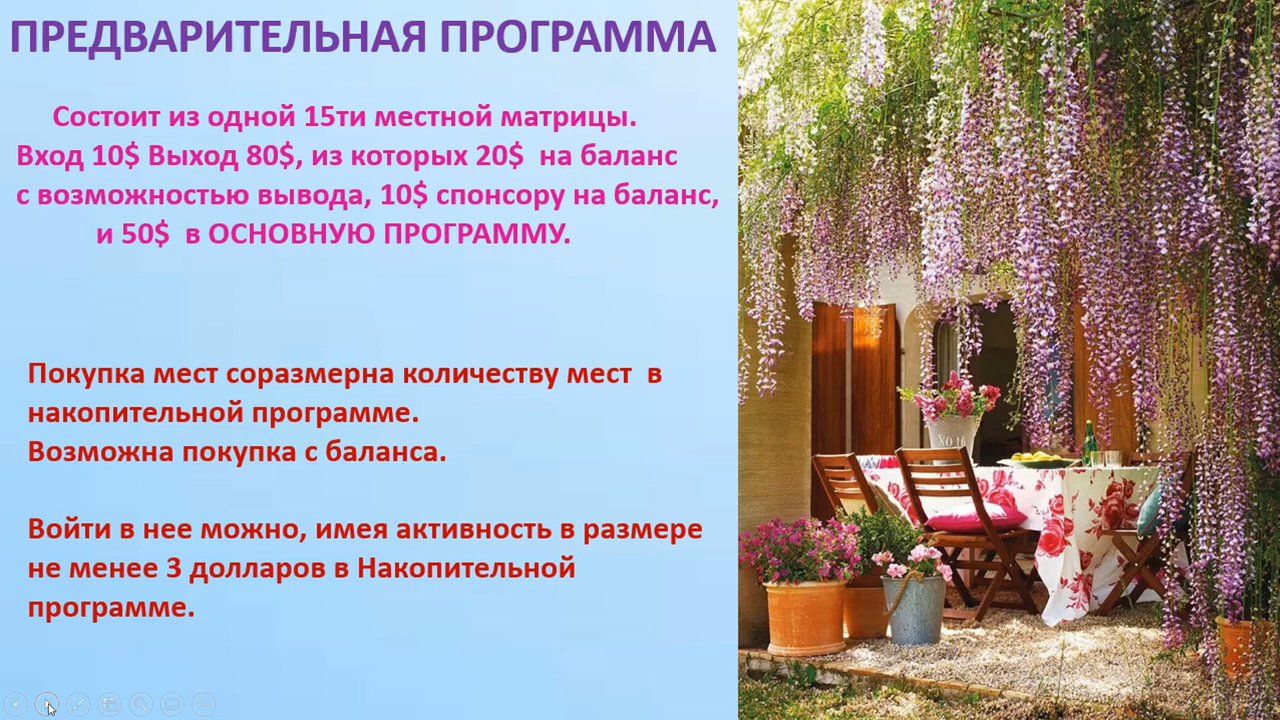 ПРЕДВАРИТЕЛЬНАЯ ПРОГРАММА
Состоит из одной 15ти местной матрицы.
Вход 10$ Выход 80$, из которых 20$ на баланс
с возможностью вывода, 10$ спонсору на баланс,
и 50$ в ОСНОВНУЮ ПРОГРАММУ.
Покупка мест соразмерна количеству мест в
накопительной программе.
Возможна покупка с баланса.
Войти в нее можно, имея активность в размере
не менее 3 долларов в Накопительной
программе.
XO 16